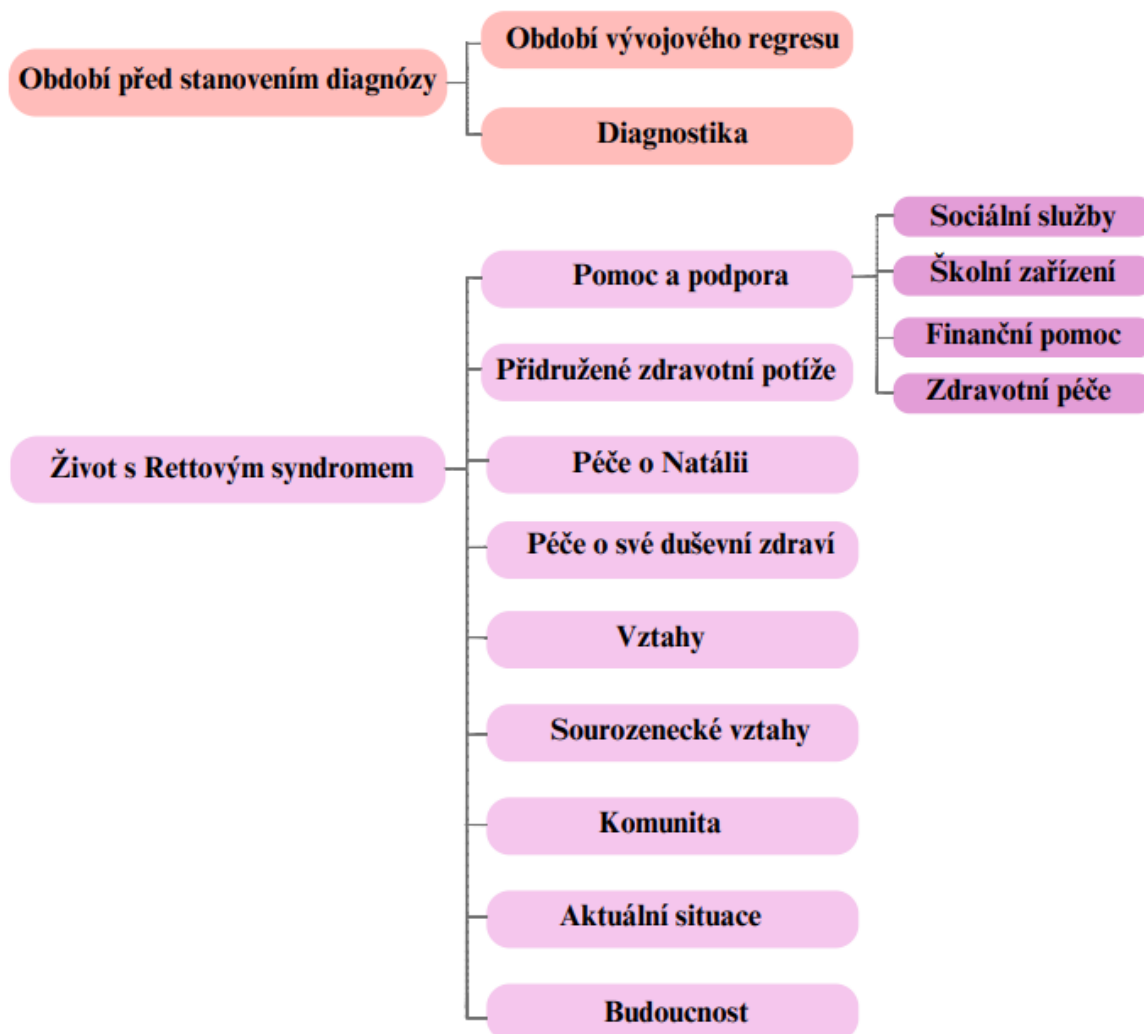 Období před stanovením diagnózy
Období vývojového regresu
Diagnostika
Život s Rettovým syndromem
Pomoc a podpora
Sociální služby
Školní zařízení
Finanční pomoc
Zdravotní péče
Přidružené zdravotní potíže
Péče o Natálii
Péče o své duševní zdraví
Vztahy
Sourozenecké vztahy
Komunita
Aktuální situace
Budoucnost